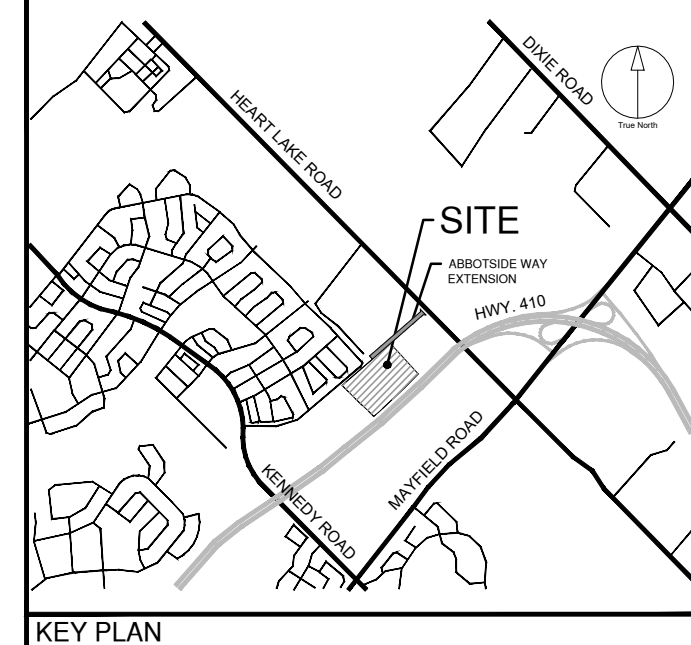 DIXIE ROAD
True North
HEART LAKE ROAD
SITE
ABBOTSIDE WAY
EXTENSION
HWY. 410
MAYFIELD ROAD
KENNEDY ROAD
KEY PLAN